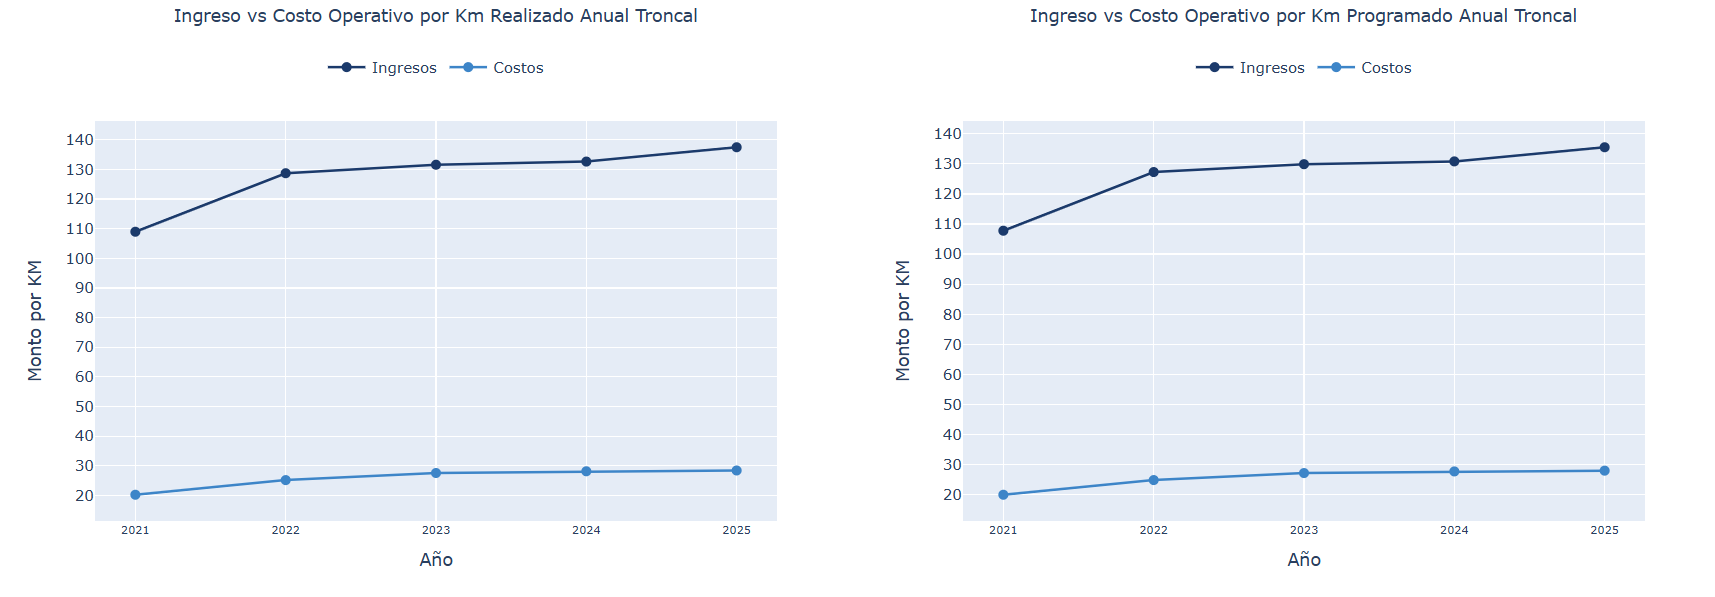 Ingreso vs Costo Operativo por Km Realizado Anual Troncal
Ingresos Costos
Monto por KM
140
130
120
110
100
90
80
70
60
50
40
30
20
2021 2022 2023 2024 2025
Año
Ingreso vs Costo Operativo por Km Programado Anual Troncal
Ingresos Costos
Monto por KM
140
130
120
110
100
90
80
70
60
50
40
30
20
2021 2022 2023 2024 2025
Año